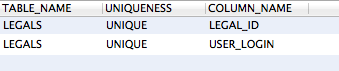 TABLE_NAME UNIQUENESS COLUMN_NAME
LEGALS UNIQUE LEGAL_ID
LEGALS UNIQUE USER_LOGIN